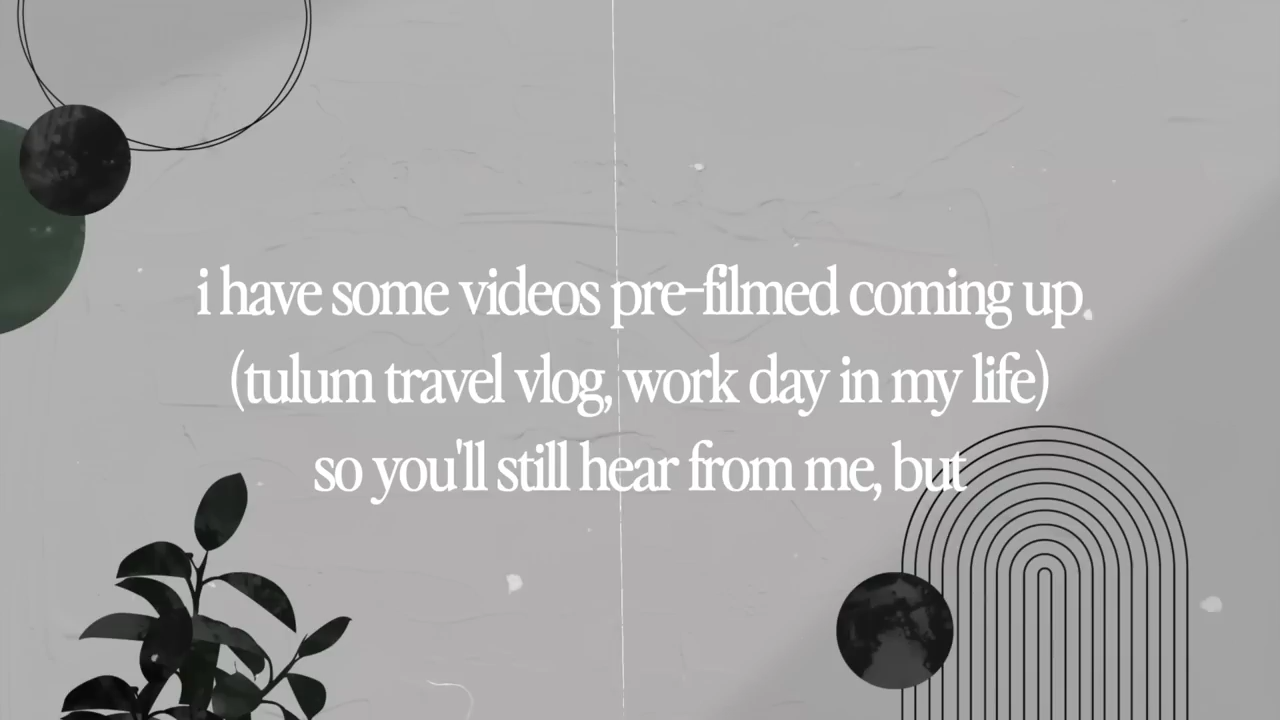 i have some videos pre-filmed coming up
(tulum travel vlog, work day in my life)
so you'll still hear from me, but